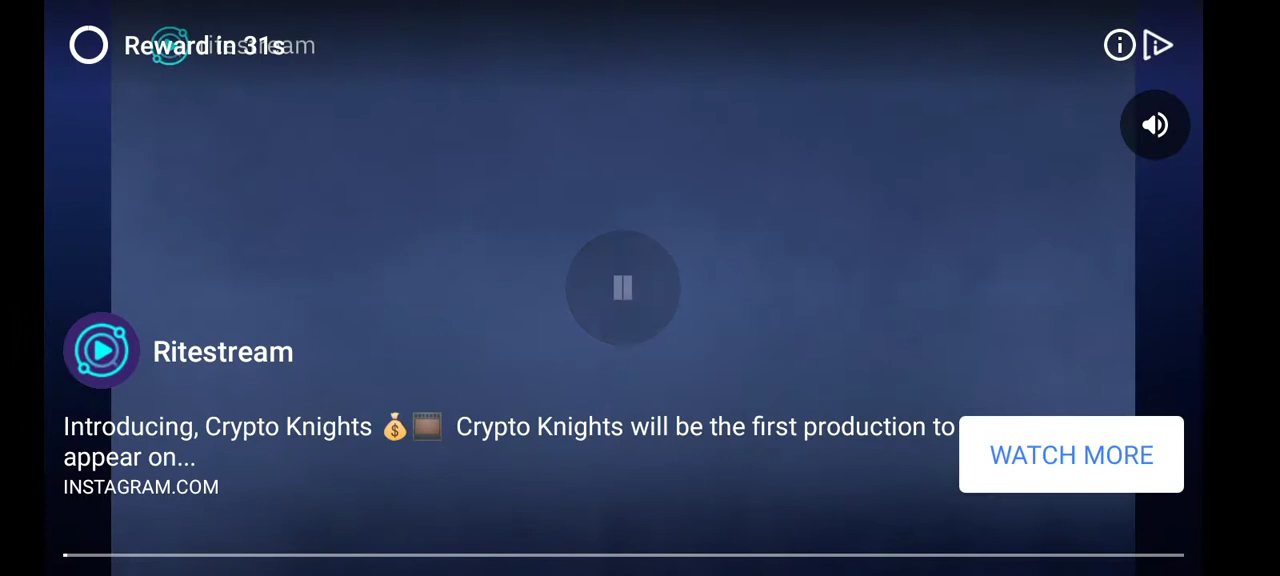 Reward in 31s
ritestream
Ritestream
Introducing, Crypto Knights 💰🎞️ Crypto Knights will be the first production to
appear on...
WATCH MORE
INSTAGRAM.COM